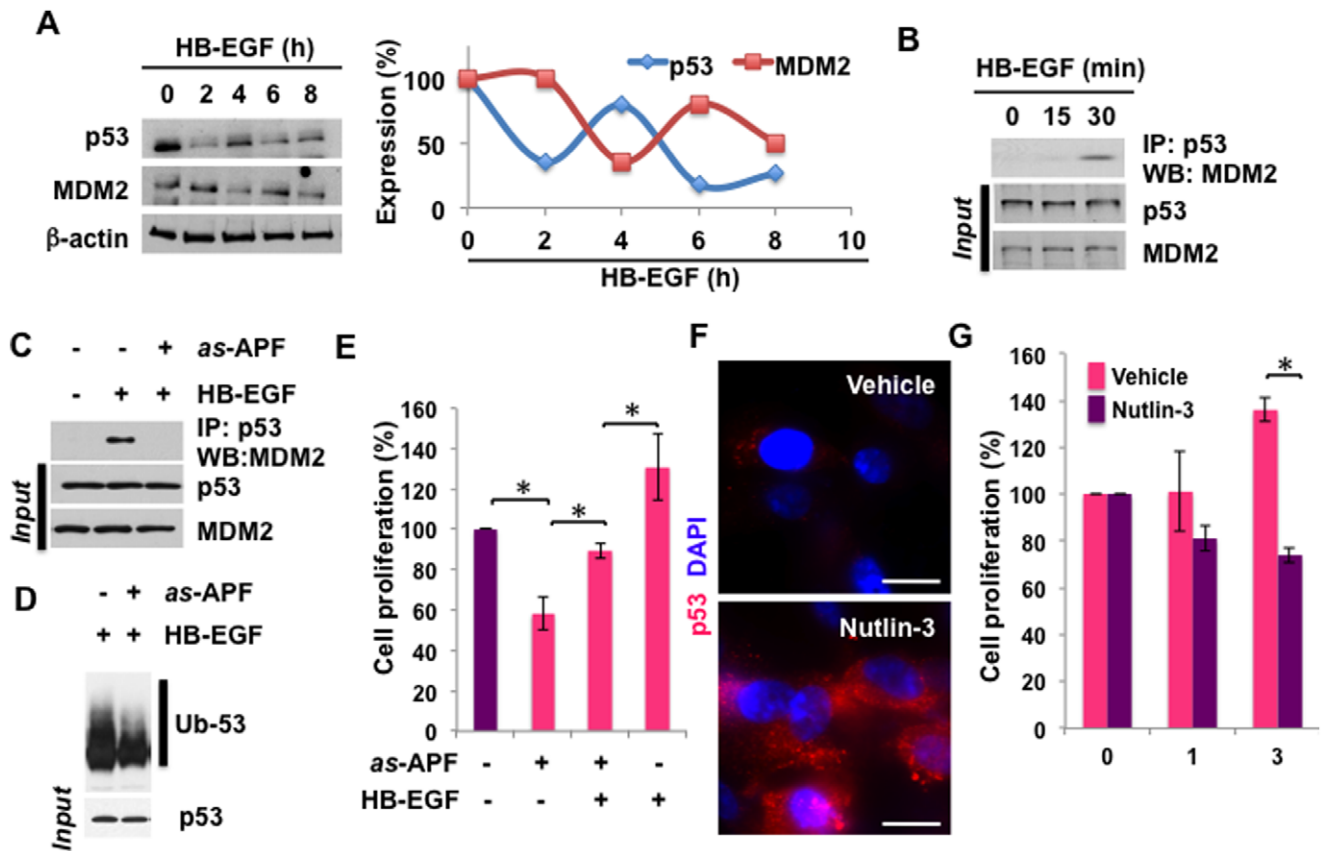 A
HB-EGF (h)
0 2 4 6 8
p53
MDM2
β-actin
Expression (%)
100
50
0
p53 MDM2
0 2 4 6 8 10
HB-EGF (h)
B
HB-EGF (min)
0 15 30
IP: p53
WB: MDM2
Input
p53
MDM2
C
- - + as-APF
- + + HB-EGF
IP: p53
WB:MDM2
Input
p53
MDM2
D
- + as-APF
+ + HB-EGF
Ub-53
Input
p53
E
Cell proliferation (%)
160
140
120
100
80
60
40
20
0
* * *
as-APF - + + -
HB-EGF - - + +
F
p53 DAPI
Vehicle
Nutlin-3
G
Cell proliferation (%)
160
140
120
100
80
60
40
20
0
Vehicle
Nutlin-3
*
0 1 3